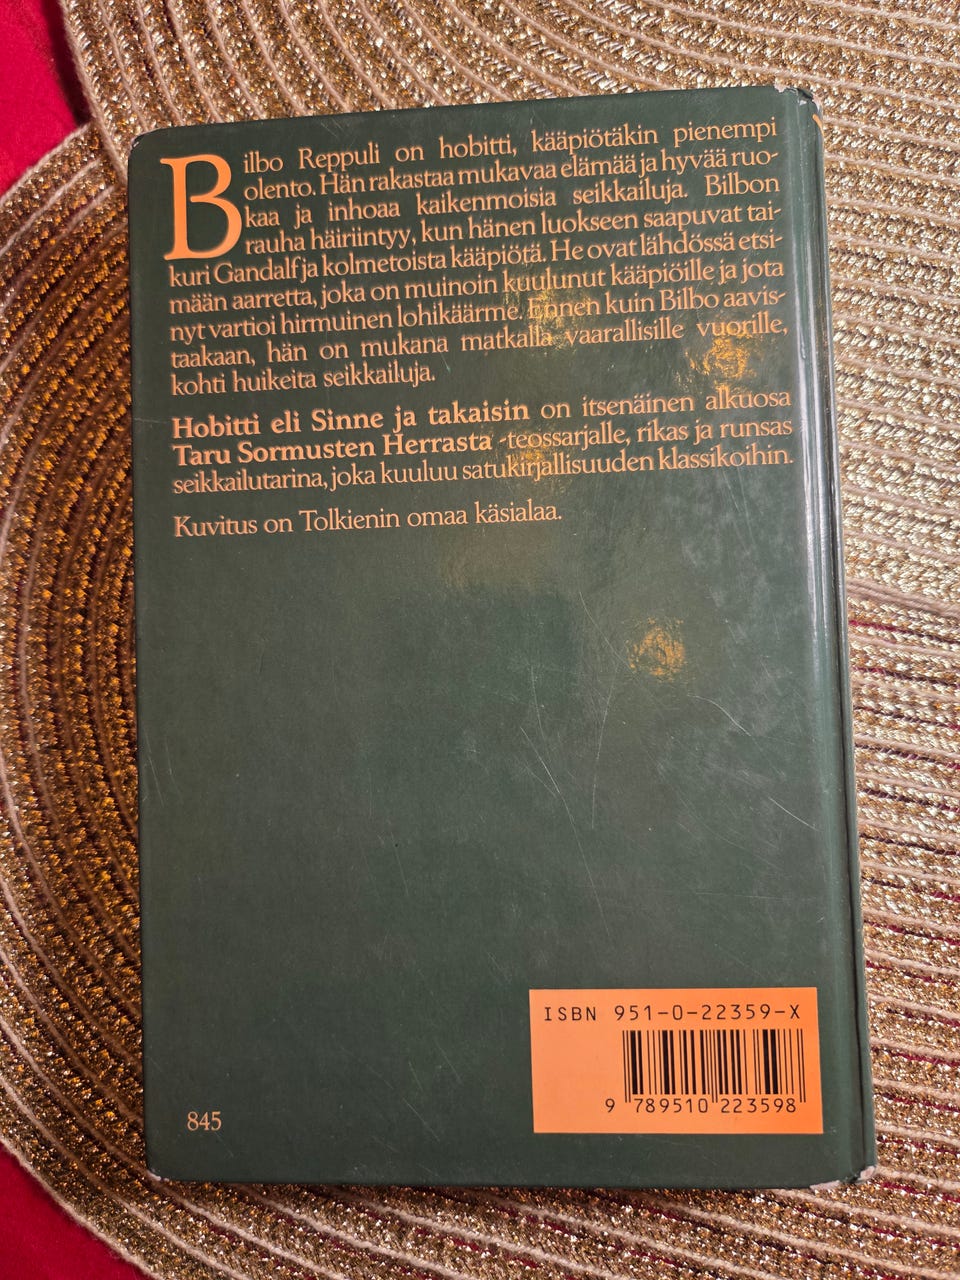 Bilbo Reppuli on hobitti, kääpiötäkin pienempi
olento. Hän rakastaa mukavaa elämää ja hyvää ruo-
kaa ja inhoaa kaikenmoisia seikkailuja. Bilbon
rauha häiriintyy, kun hänen luokseen saapuvat tai-
kuri Gandalf ja kolmetoista kääpiötä. He ovat lähdössä etsi-
mään aarretta, joka on muinoin kuulunut kääpiöille ja jota
nyt vartioi hirmuinen lohikäärme. Ennen kuin Bilbo aavis-
taakaan, hän on mukana matkalla vaarallisille vuorille,
kohti huikeita seikkailuja.
Hobitti eli Sinne ja takaisin on itsenäinen alkuosa
Taru Sormusten Herrasta -teossarjalle, rikas ja runsas
seikkailutarina, joka kuuluu satukirjallisuuden klassikoihin.
Kuvitus on Tolkienin omaa käsialaa.
ISBN 951-0-22359-X
9 789510 223598
845